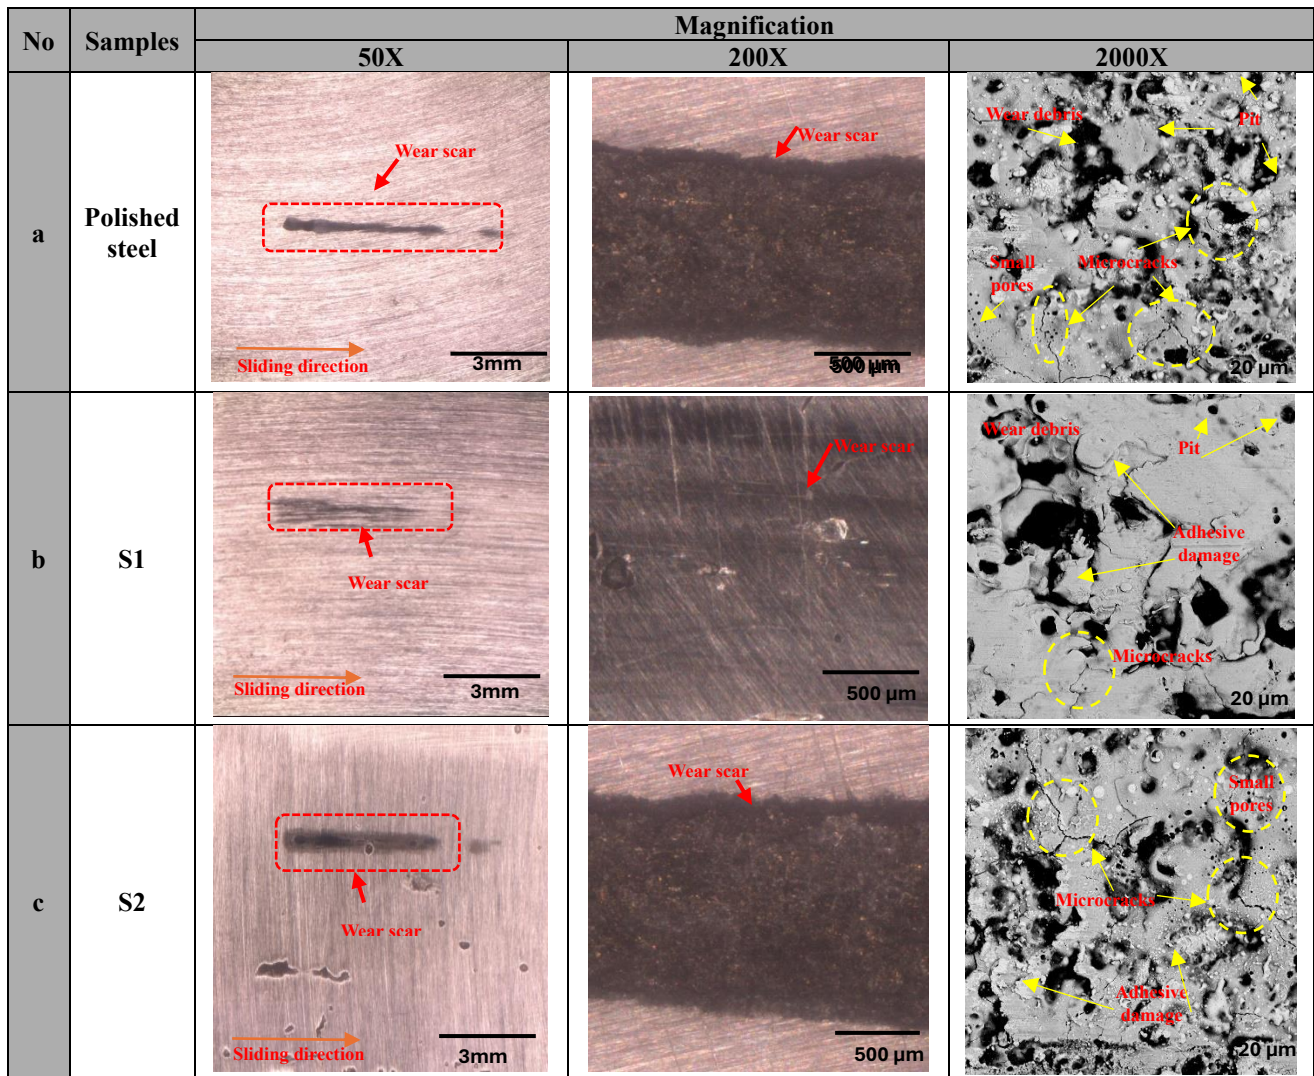 No
Samples
Magnification
50X
200X
2000X
a
Polished
steel
Wear scar
Sliding direction
3mm
Wear scar
500 µm
500 µm
Wear debris
Pit
Small
pores
Microcracks
20 µm
b
S1
Wear scar
Sliding direction
3mm
Wear scar
500 µm
Wear debris
Pit
Adhesive
damage
Microcracks
20 µm
c
S2
Wear scar
Sliding direction
3mm
Wear scar
500 µm
Small
pores
Microcracks
Adhesive
damage
20 µm